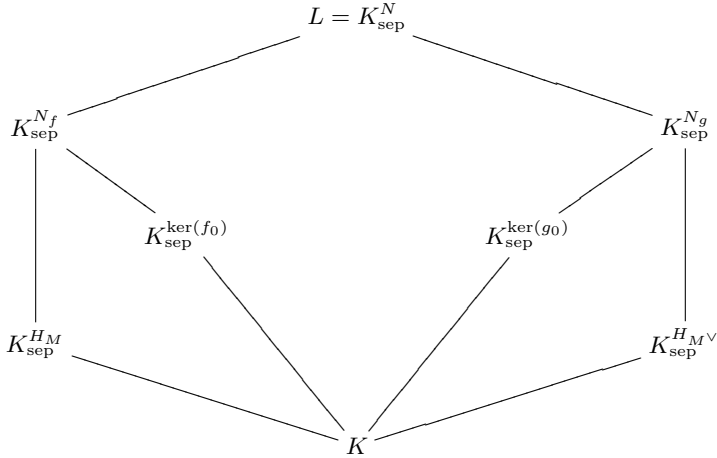 L = K_sep^N
K_sep^{N_f} K_sep^{N_g}
K_sep^{ker(f_0)} K_sep^{ker(g_0)}
K_sep^{H_M} K_sep^{H_{M^∨}}
K